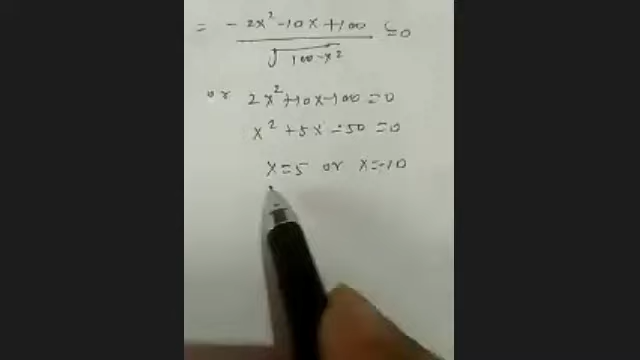 = -2x²-10x+100 / √100-x² = 0
or 2x²+10x-100=0
x²+5x-50=0
x=5 or x=-10